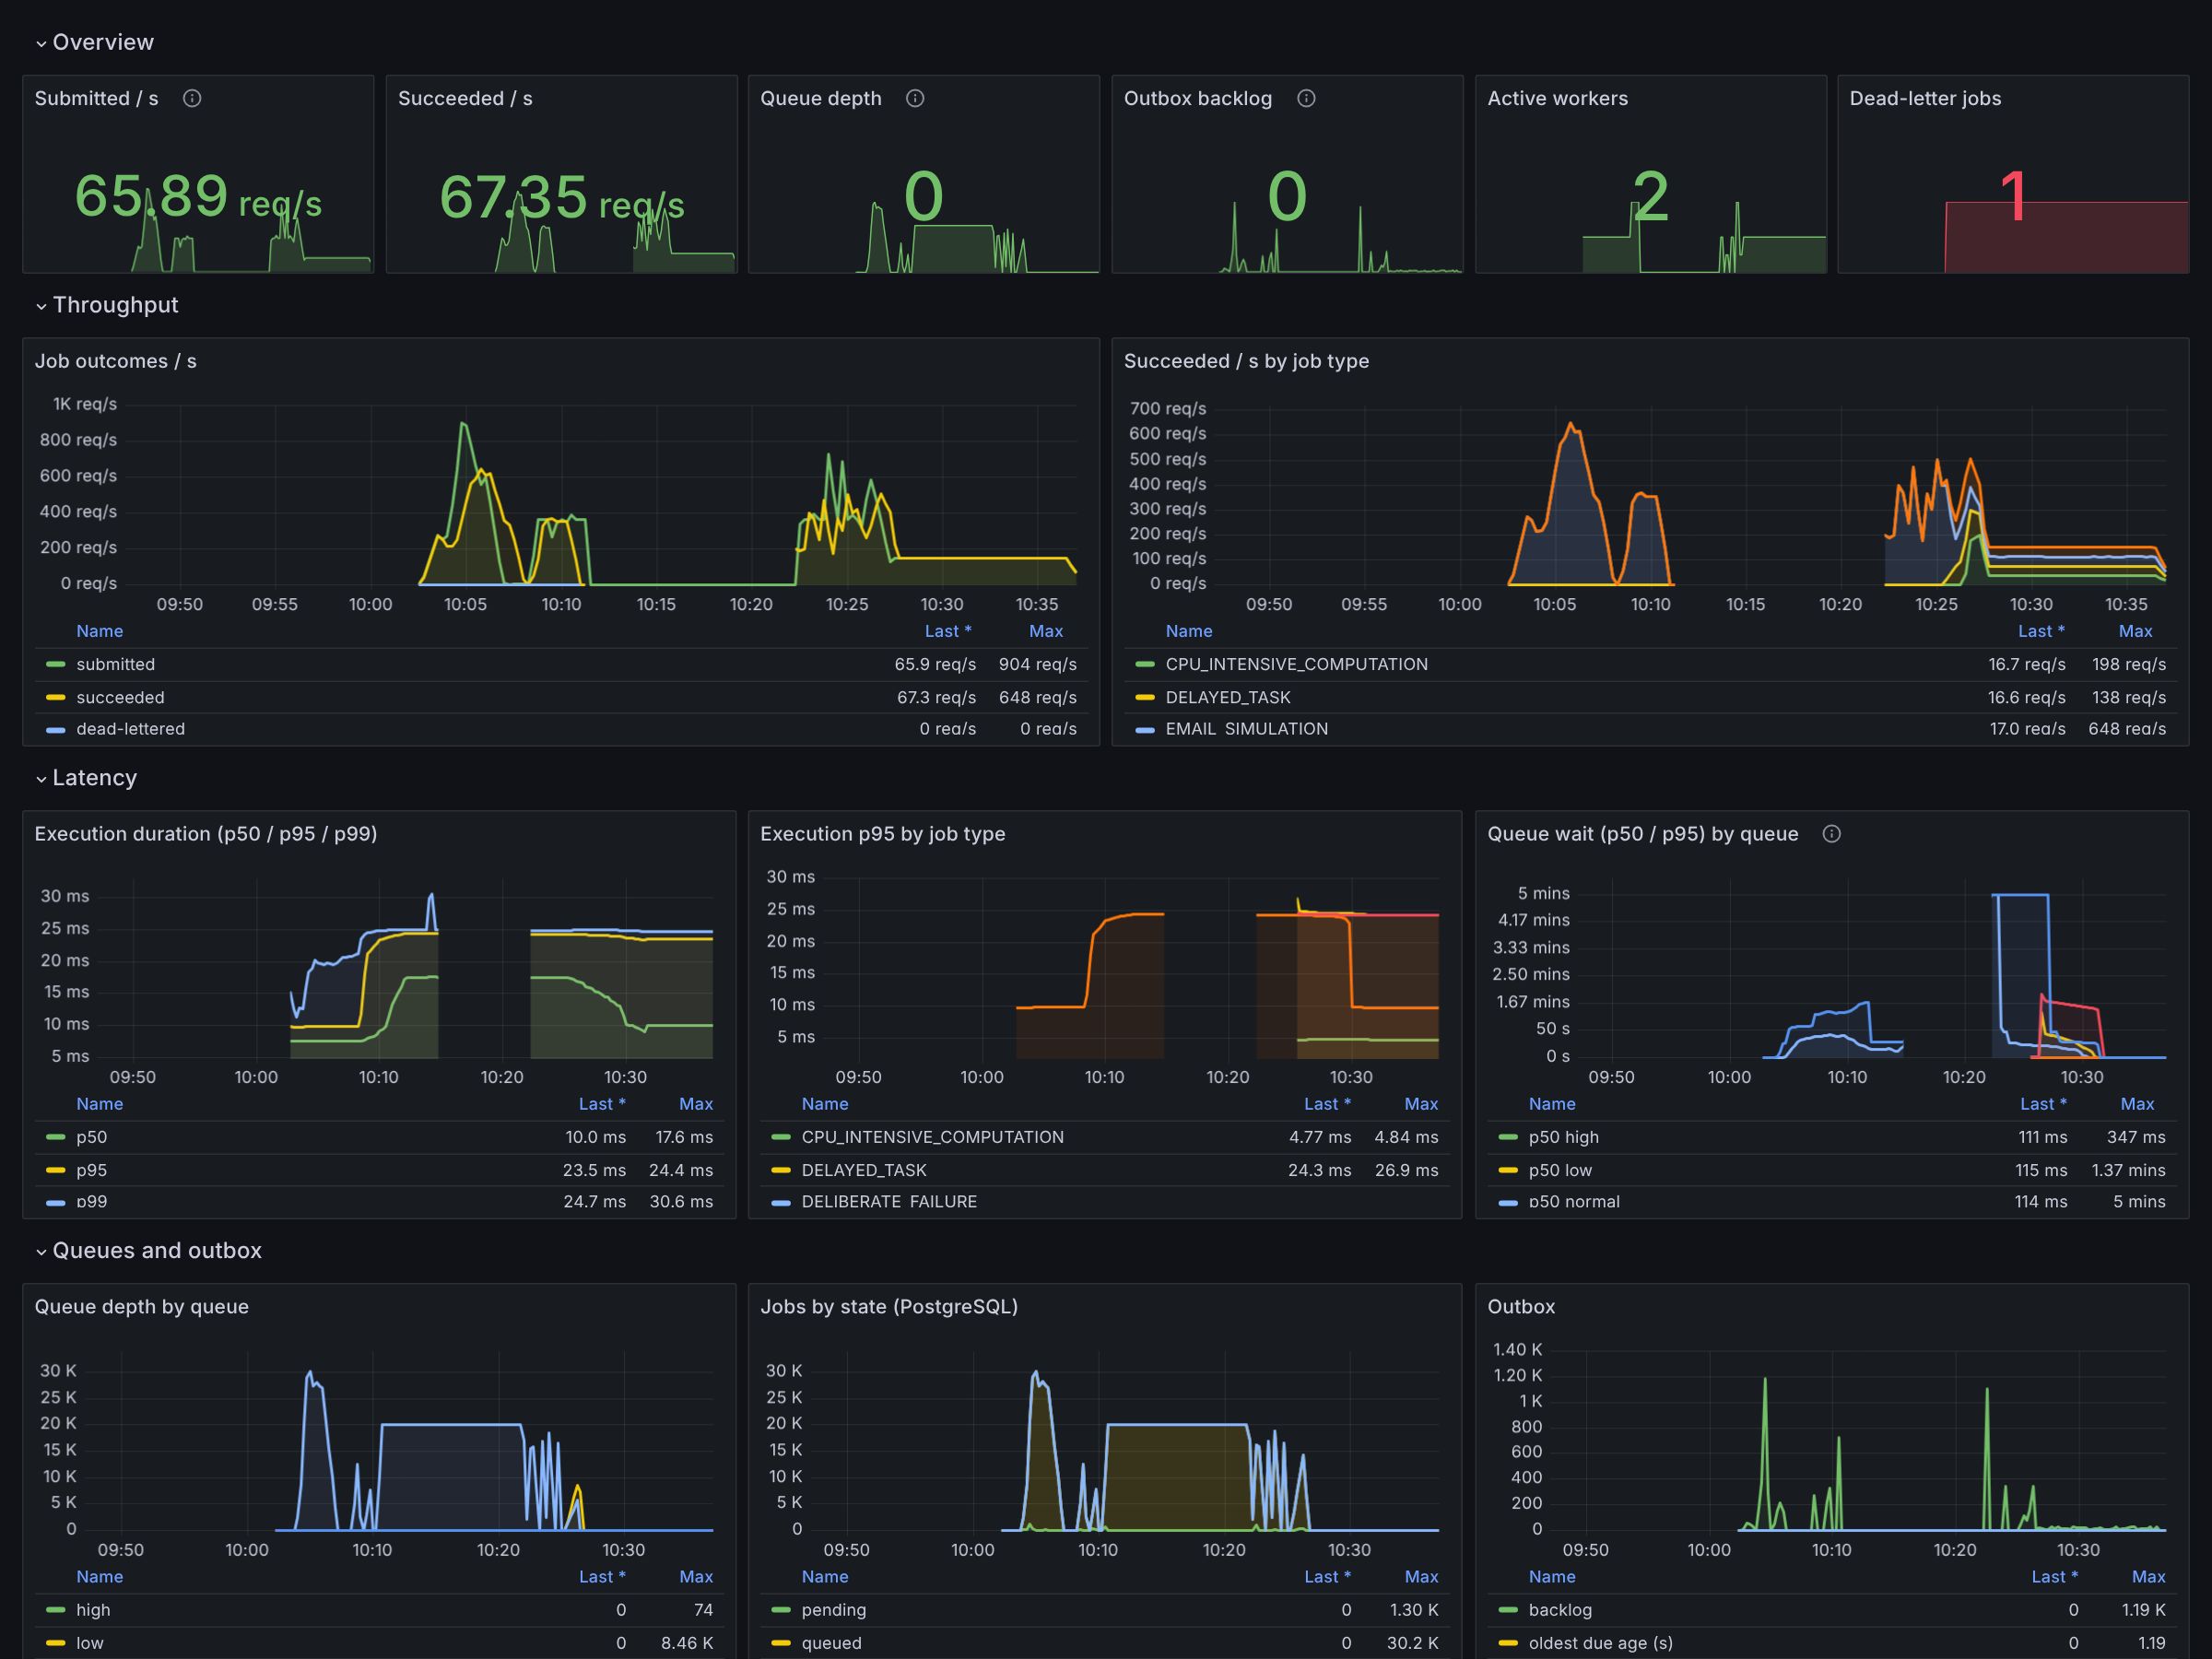 Overview
Submitted / s
Succeeded / s
Queue depth
Outbox backlog
Active workers
Dead-letter jobs
65.89 req/s
67.35 req/s
0
0
2
1
Throughput
Job outcomes / s
1K req/s
800 req/s
600 req/s
400 req/s
200 req/s
0 req/s
09:50 09:55 10:00 10:05 10:10 10:15 10:20 10:25 10:30 10:35
Name Last * Max
submitted 65.9 req/s 904 req/s
succeeded 67.3 req/s 648 req/s
dead-lettered 0 req/s 0 req/s
Succeeded / s by job type
700 req/s
600 req/s
500 req/s
400 req/s
300 req/s
200 req/s
100 req/s
0 req/s
09:50 09:55 10:00 10:05 10:10 10:15 10:20 10:25 10:30 10:35
Name Last * Max
CPU_INTENSIVE_COMPUTATION 16.7 req/s 198 req/s
DELAYED_TASK 16.6 req/s 138 req/s
EMAIL_SIMULATION 17.0 req/s 648 req/s
Latency
Execution duration (p50 / p95 / p99)
30 ms
25 ms
20 ms
15 ms
10 ms
5 ms
09:50 10:00 10:10 10:20 10:30
Name Last * Max
p50 10.0 ms 17.6 ms
p95 23.5 ms 24.4 ms
p99 24.7 ms 30.6 ms
Execution p95 by job type
30 ms
25 ms
20 ms
15 ms
10 ms
5 ms
09:50 10:00 10:10 10:20 10:30
Name Last * Max
CPU_INTENSIVE_COMPUTATION 4.77 ms 4.84 ms
DELAYED_TASK 24.3 ms 26.9 ms
DELIBERATE_FAILURE
Queue wait (p50 / p95) by queue
5 mins
4.17 mins
3.33 mins
2.50 mins
1.67 mins
50 s
0 s
09:50 10:00 10:10 10:20 10:30
Name Last * Max
p50 high 111 ms 347 ms
p50 low 115 ms 1.37 mins
p50 normal 114 ms 5 mins
Queues and outbox
Queue depth by queue
30 K
25 K
20 K
15 K
10 K
5 K
0
09:50 10:00 10:10 10:20 10:30
Name Last * Max
high 0 74
low 0 8.46 K
Jobs by state (PostgreSQL)
30 K
25 K
20 K
15 K
10 K
5 K
0
09:50 10:00 10:10 10:20 10:30
Name Last * Max
pending 0 1.30 K
queued 0 30.2 K
Outbox
1.40 K
1.20 K
1 K
800
600
400
200
0
09:50 10:00 10:10 10:20 10:30
Name Last * Max
backlog 0 1.19 K
oldest due age (s) 0 1.19